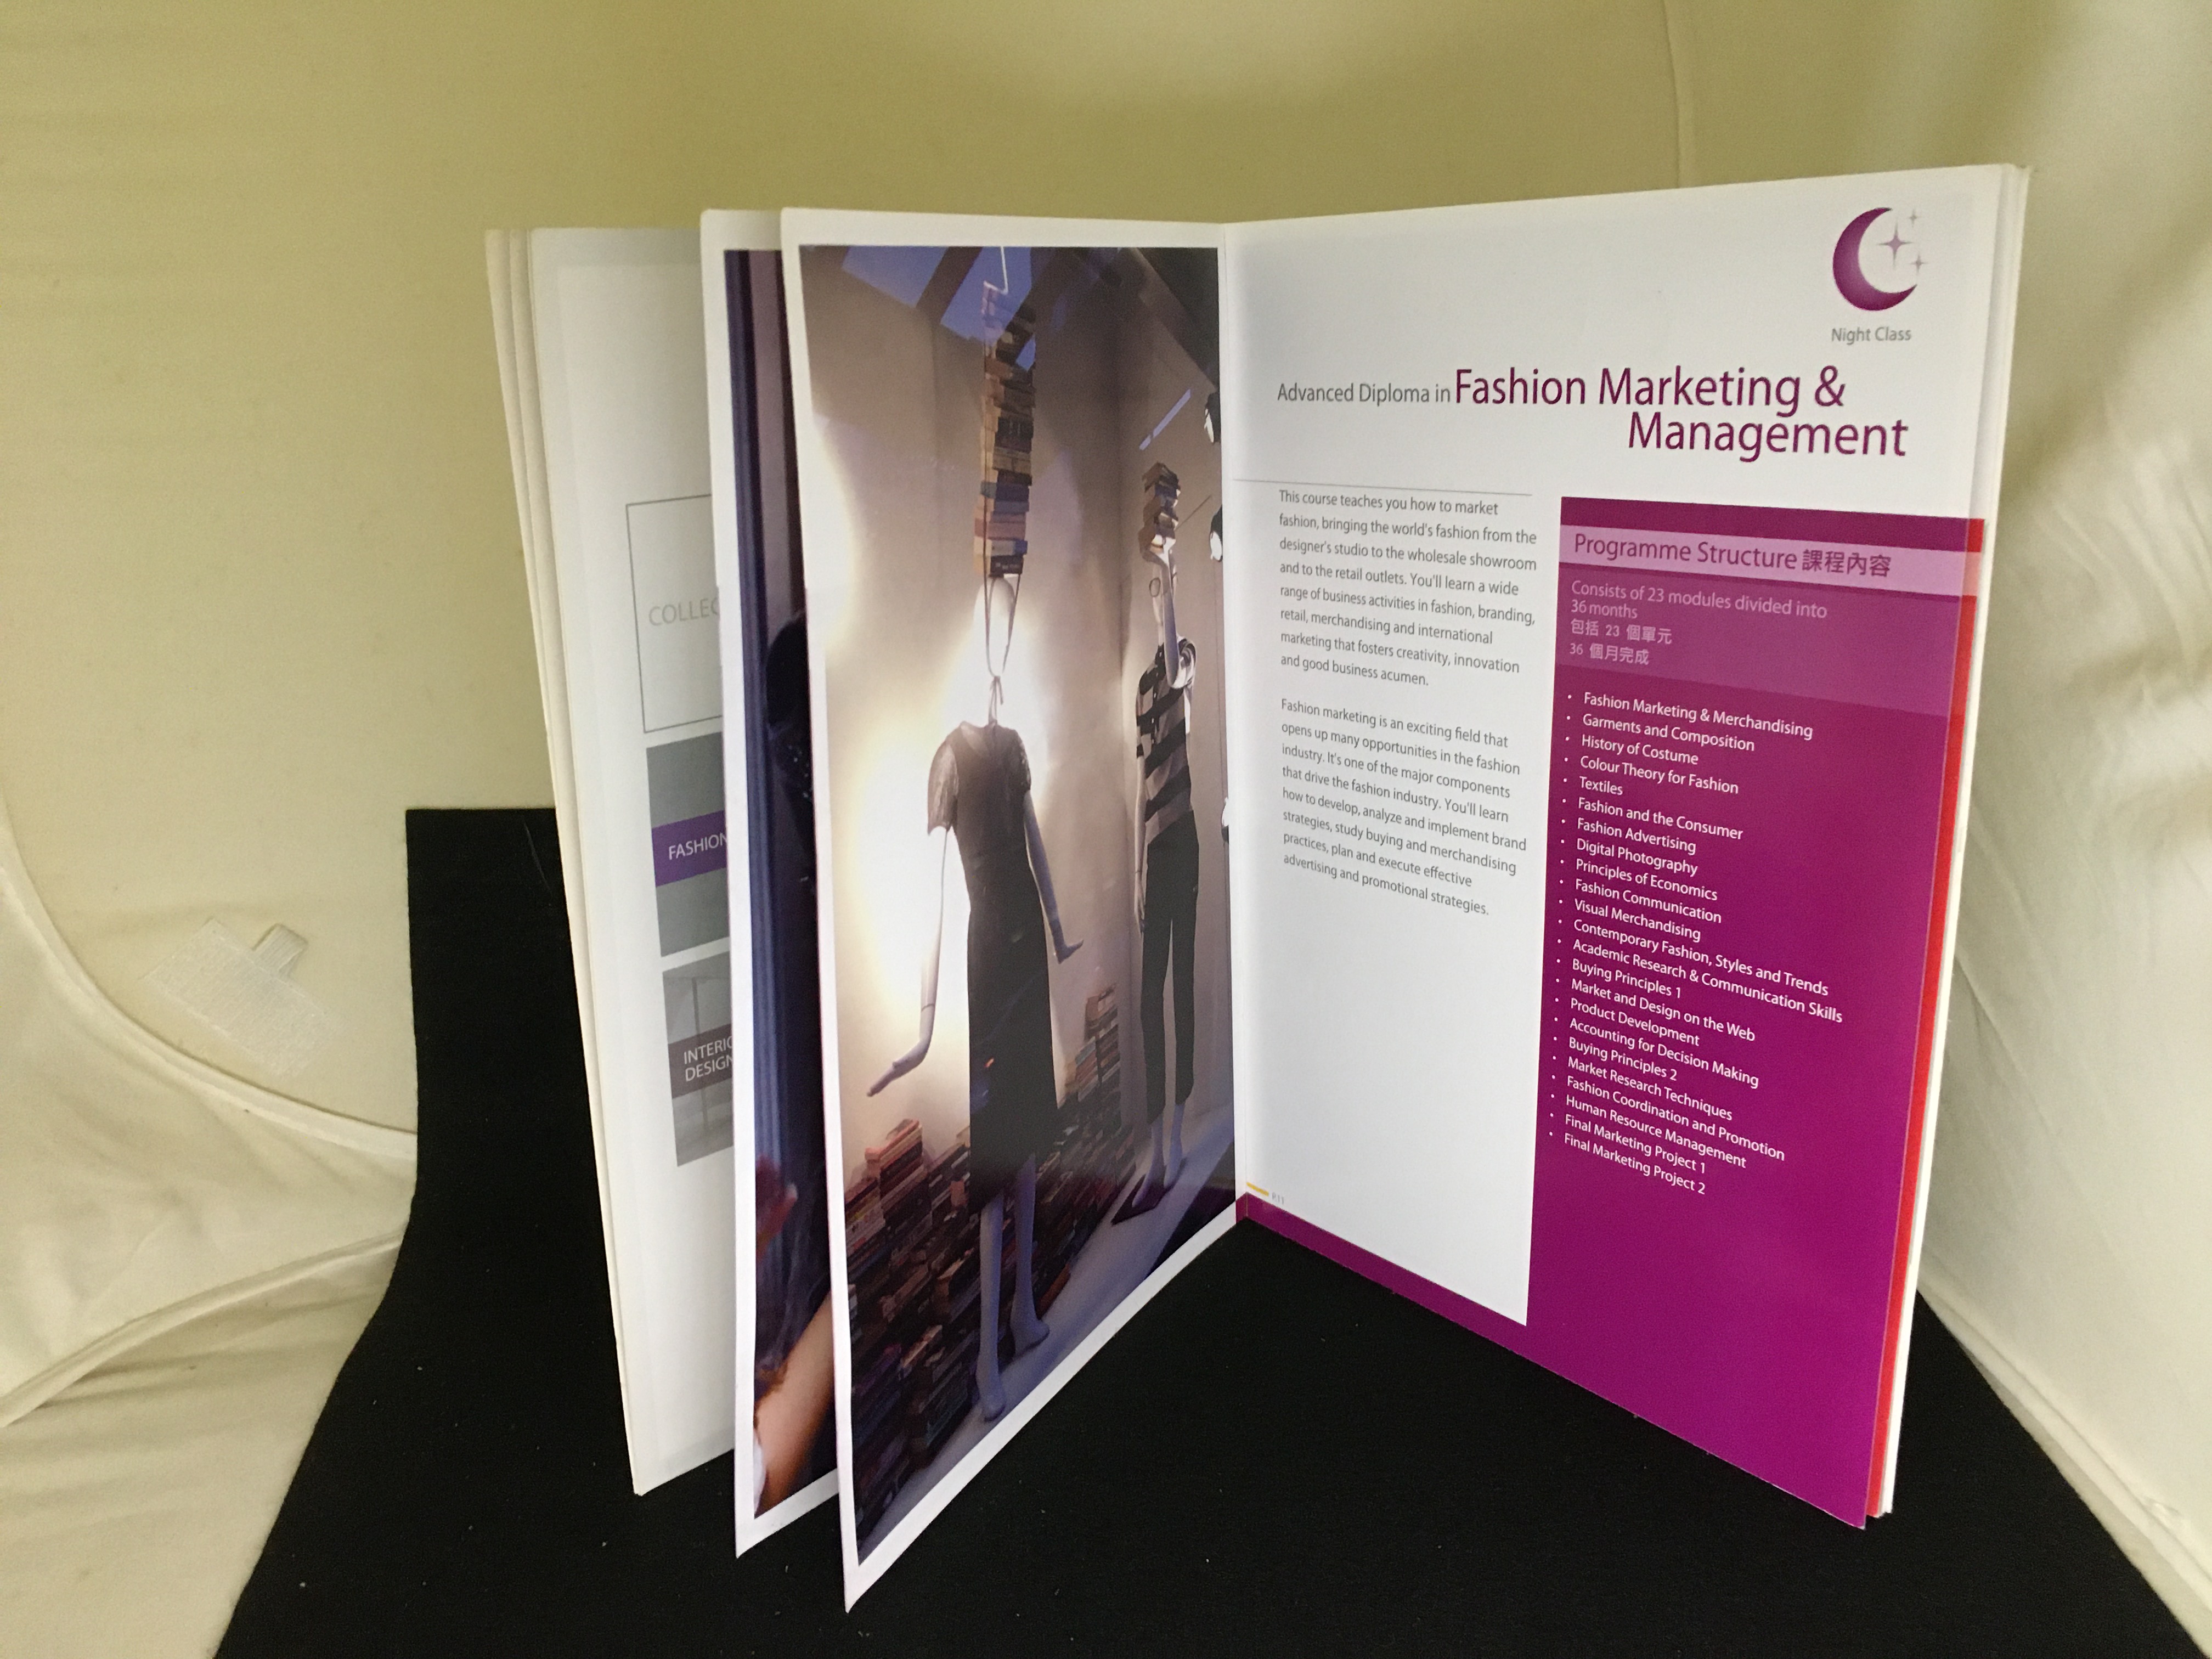 COLLEC
FASHION
INTERIO
DESIGN
Night Class
Advanced Diploma in Fashion Marketing &
Management
This course teaches you how to market
fashion, bringing the world's fashion from the
designer's studio to the wholesale showroom
and to the retail outlets. You'll learn a wide
range of business activities in fashion, branding,
retail, merchandising and international
marketing that fosters creativity, innovation
and good business acumen.
Fashion marketing is an exciting field that
opens up many opportunities in the fashion
industry. It's one of the major components
that drive the fashion industry. You'll learn
how to develop, analyze and implement brand
strategies, study buying and merchandising
practices, plan and execute effective
advertising and promotional strategies.
P.11
Programme Structure 課程內容
Consists of 23 modules divided into
36 months
包括 23 個單元
36 個月完成
• Fashion Marketing & Merchandising
• Garments and Composition
• History of Costume
• Colour Theory for Fashion
• Textiles
• Fashion and the Consumer
• Fashion Advertising
• Digital Photography
• Principles of Economics
• Fashion Communication
• Visual Merchandising
• Contemporary Fashion, Styles and Trends
• Academic Research & Communication Skills
• Buying Principles 1
• Market and Design on the Web
• Product Development
• Accounting for Decision Making
• Buying Principles 2
• Market Research Techniques
• Fashion Coordination and Promotion
• Human Resource Management
• Final Marketing Project 1
• Final Marketing Project 2